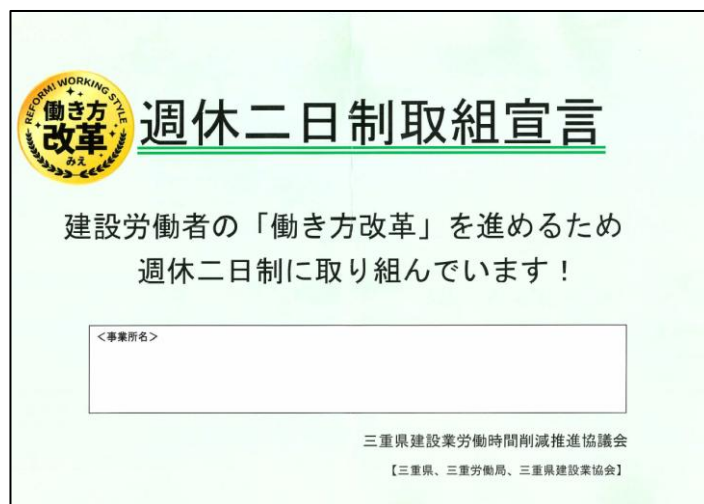 REFORM! WORKING STYLE
働き方
改革
みえ
週休二日制取組宣言
建設労働者の「働き方改革」を進めるため
週休二日制に取り組んでいます！
＜事業所名＞
三重県建設業労働時間削減推進協議会
【三重県、三重労働局、三重県建設業協会】